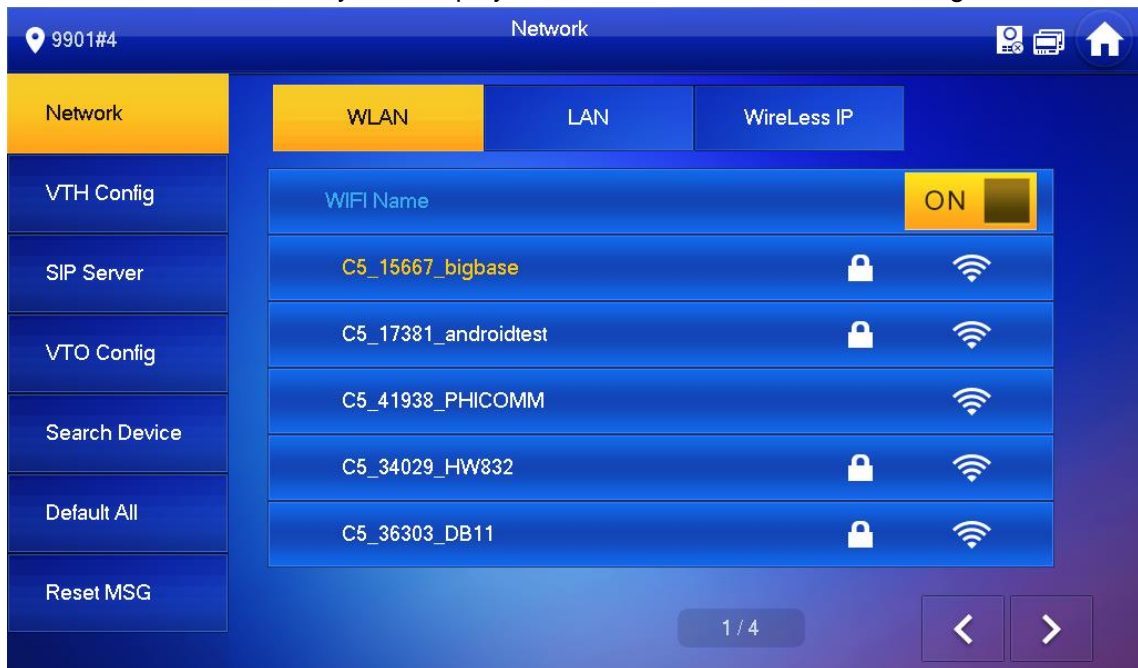 9901#4
Network
Network
WLAN
LAN
WireLess IP
VTH Config
WIFI Name
ON
SIP Server
C5_15667_bigbase
VTO Config
C5_17381_androidtest
C5_41938_PHICOMM
Search Device
C5_34029_HW832
Default All
C5_36303_DB11
Reset MSG
1 / 4